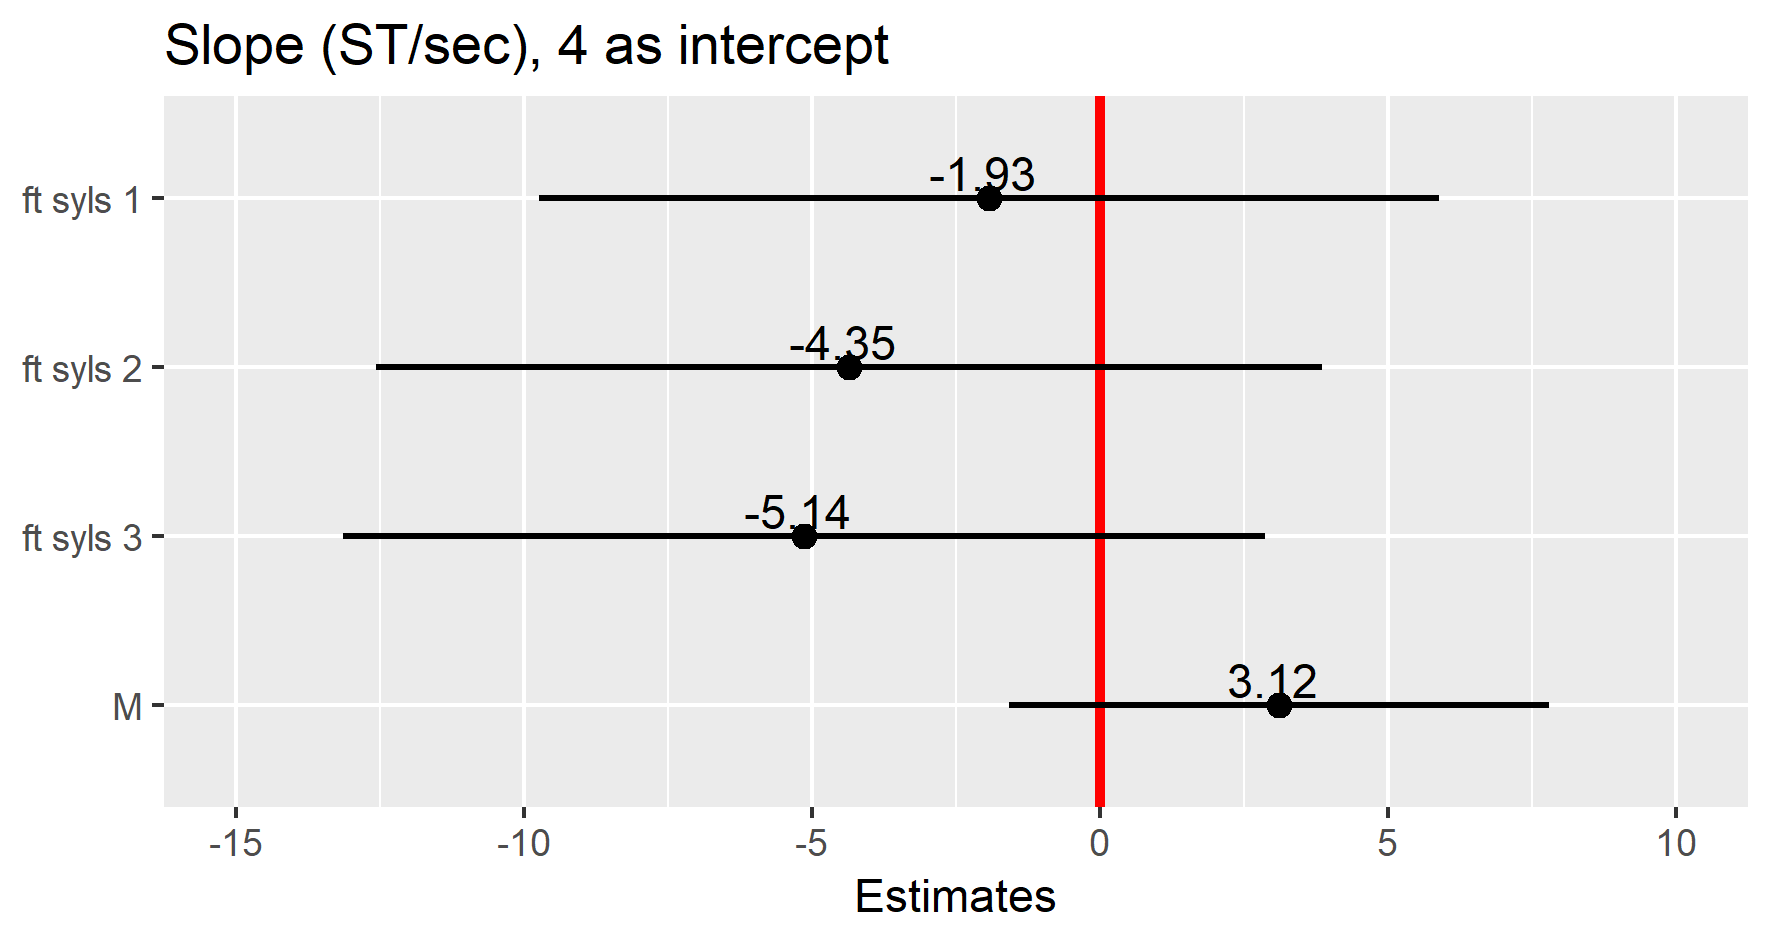 Slope (ST/sec), 4 as intercept
ft syls 1
-1.93
ft syls 2
-4.35
ft syls 3
-5.14
M
3.12
-15 -10 -5 0 5 10
Estimates